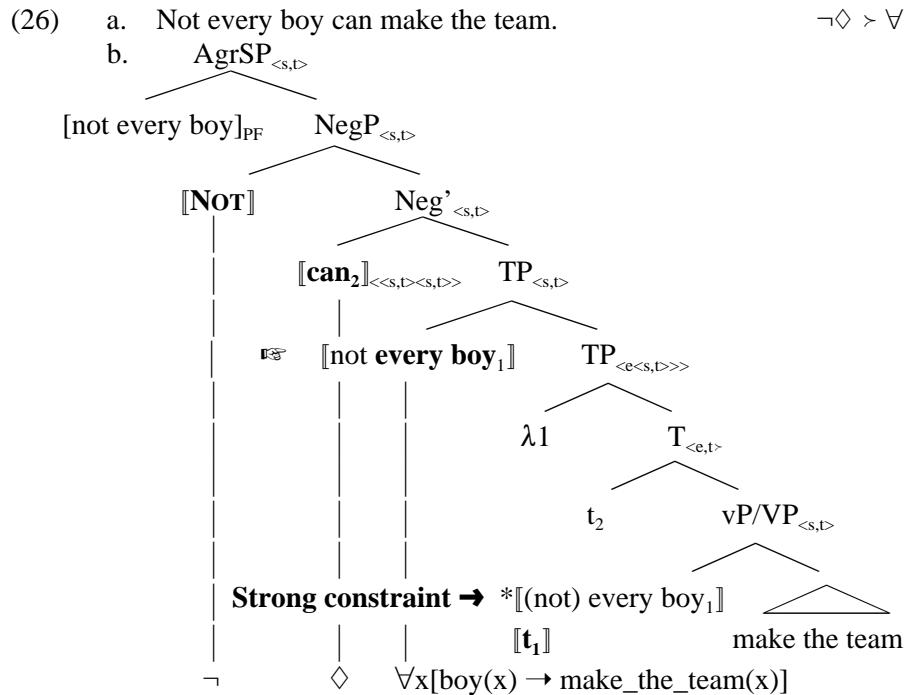 (26) a. Not every boy can make the team. ¬◇ > ∀
b. AgrSP<s,t>
[not every boy]PF NegP<s,t>
⟦NOT⟧ Neg’<s,t>
⟦can2⟧<<s,t><s,t>> TP<s,t>
☞ ⟦not every boy1⟧ TP<e<s,t>>>
λ1 T<e,t>
t2 vP/VP<s,t>
Strong constraint ➜ *⟦(not) every boy1⟧
⟦t1⟧ make the team
¬ ◇ ∀x[boy(x) → make_the_team(x)]